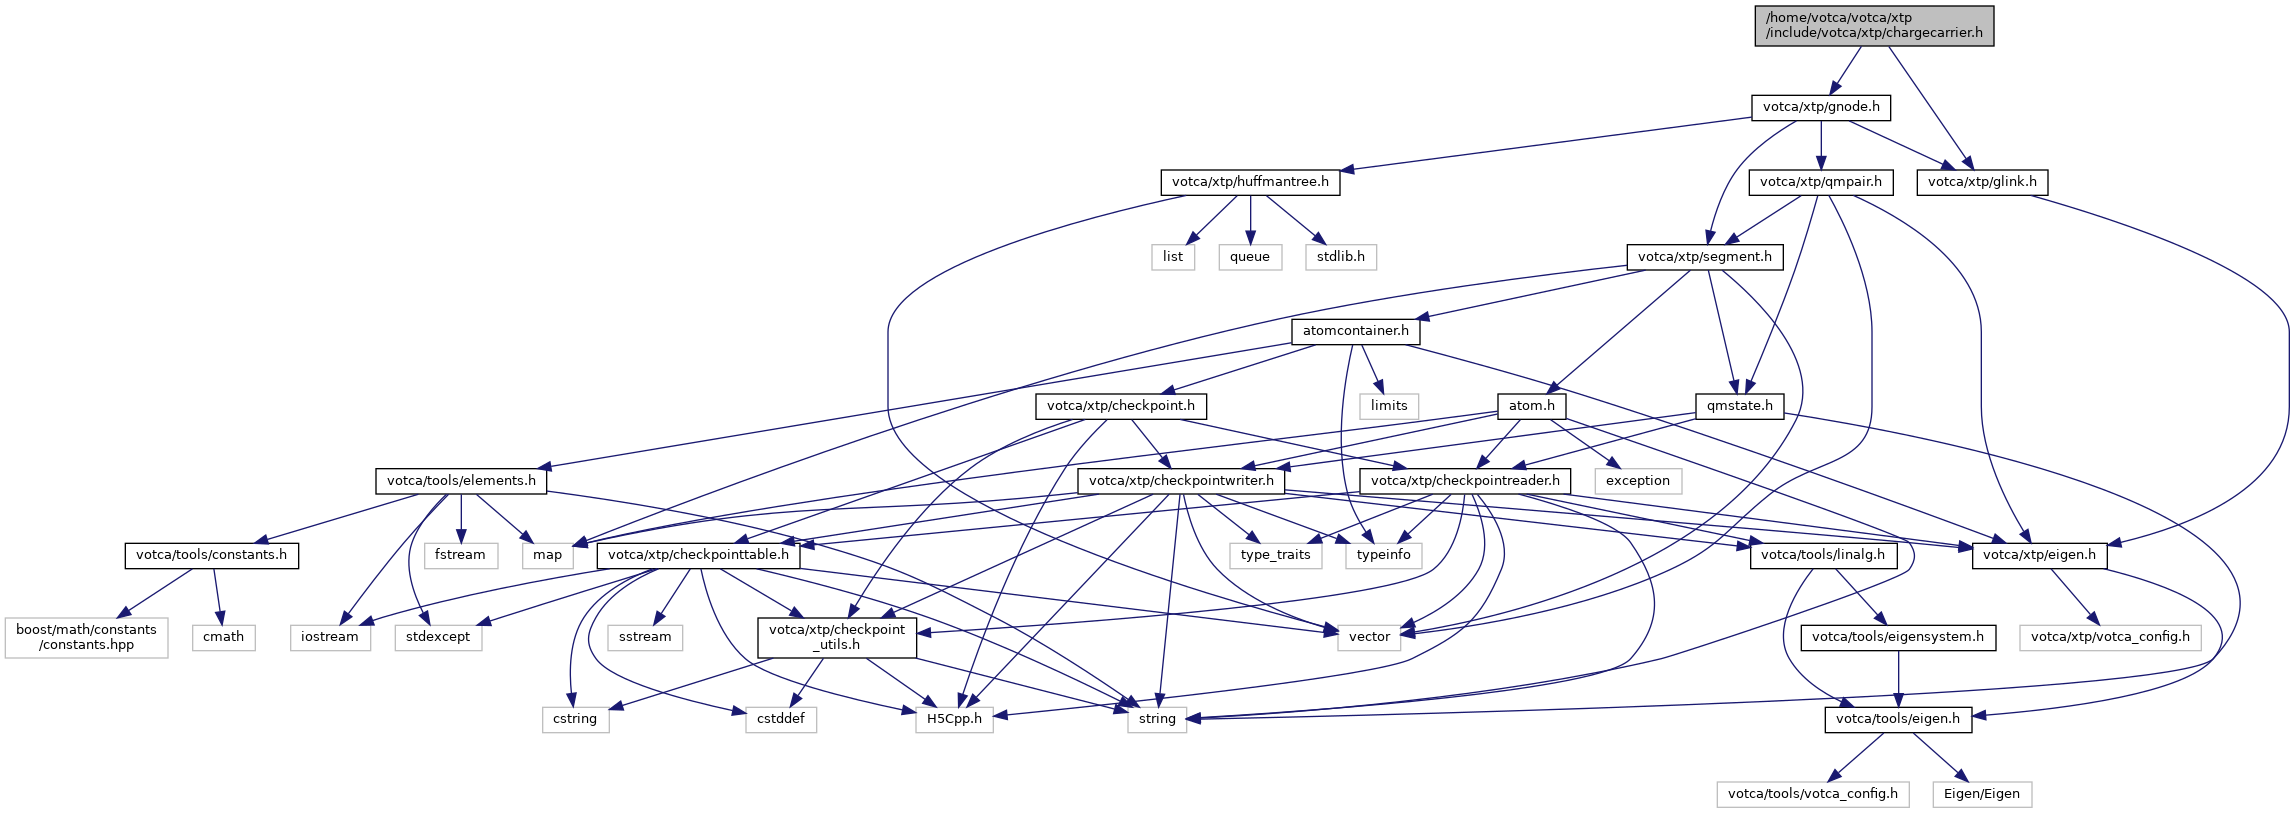 /home/votca/votca/xtp
/include/votca/xtp/chargecarrier.h
votca/xtp/gnode.h
votca/xtp/huffmantree.h
votca/xtp/qmpair.h
votca/xtp/glink.h
list
queue
stdlib.h
votca/xtp/segment.h
atomcontainer.h
votca/xtp/checkpoint.h
limits
atom.h
qmstate.h
votca/tools/elements.h
votca/xtp/checkpointwriter.h
votca/xtp/checkpointreader.h
exception
votca/tools/constants.h
fstream
map
votca/xtp/checkpointtable.h
type_traits
typeinfo
votca/tools/linalg.h
votca/xtp/eigen.h
boost/math/constants
/constants.hpp
cmath
iostream
stdexcept
sstream
votca/xtp/checkpoint
_utils.h
vector
votca/tools/eigensystem.h
votca/xtp/votca_config.h
cstring
cstddef
H5Cpp.h
string
votca/tools/eigen.h
votca/tools/votca_config.h
Eigen/Eigen